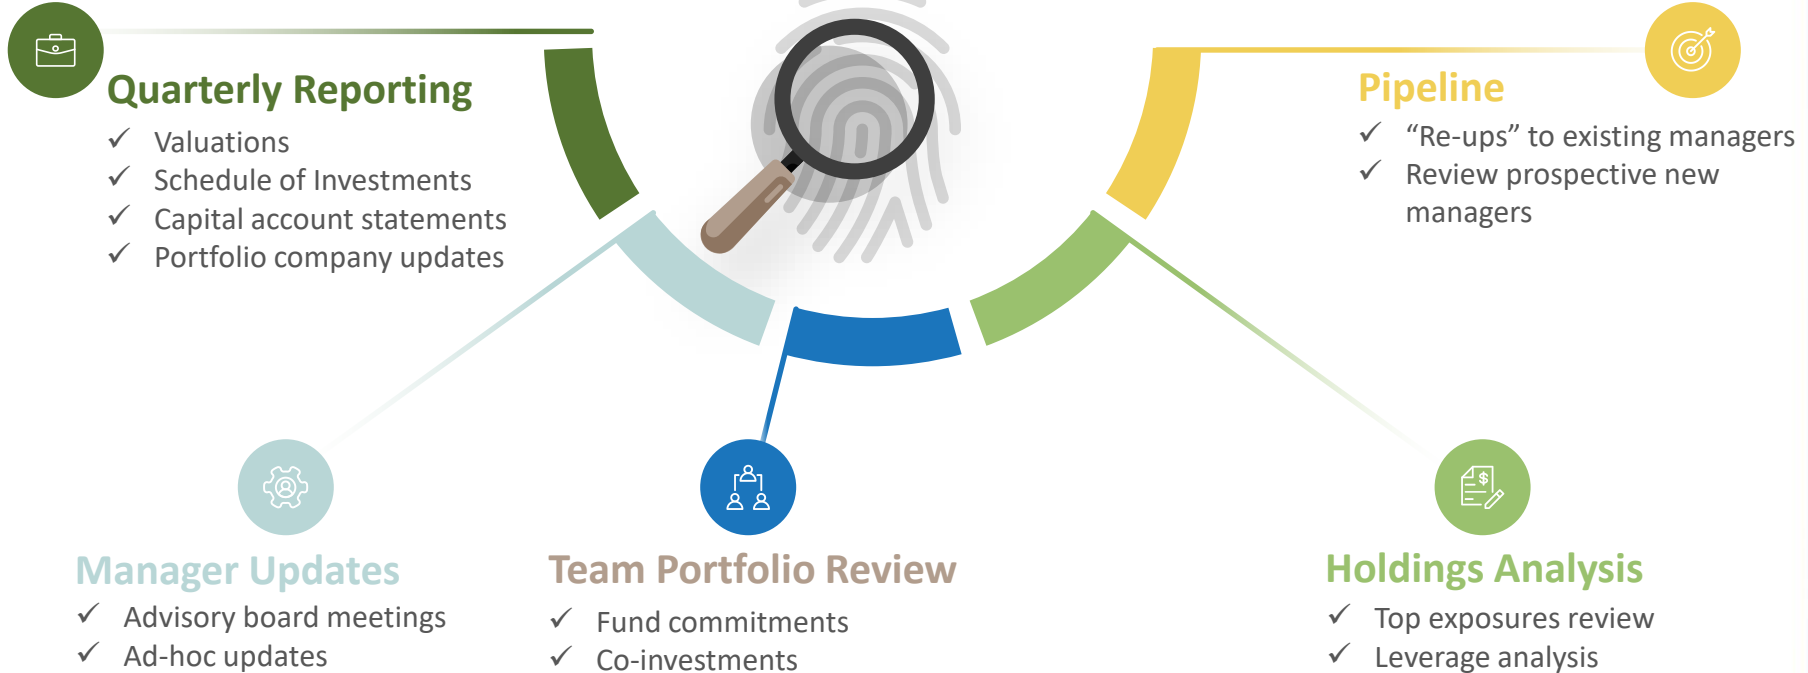 Quarterly Reporting
✓ Valuations
✓ Schedule of Investments
✓ Capital account statements
✓ Portfolio company updates
Pipeline
✓ “Re-ups” to existing managers
✓ Review prospective new
managers
Manager Updates
✓ Advisory board meetings
✓ Ad-hoc updates
Team Portfolio Review
✓ Fund commitments
✓ Co-investments
Holdings Analysis
✓ Top exposures review
✓ Leverage analysis
$